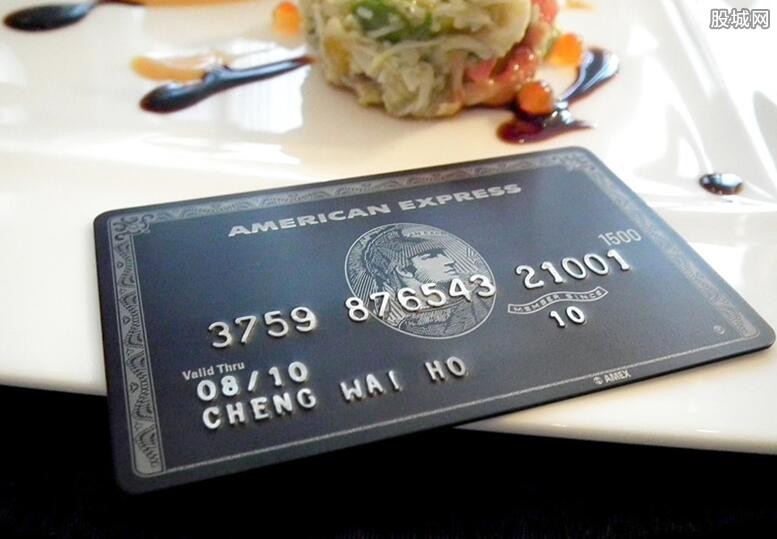 股城网
AMERICAN EXPRESS
1500
3759 876543 21001
MEMBER SINCE
10
Valid Thru
08/10
CHENG WAI HO
© AMEX